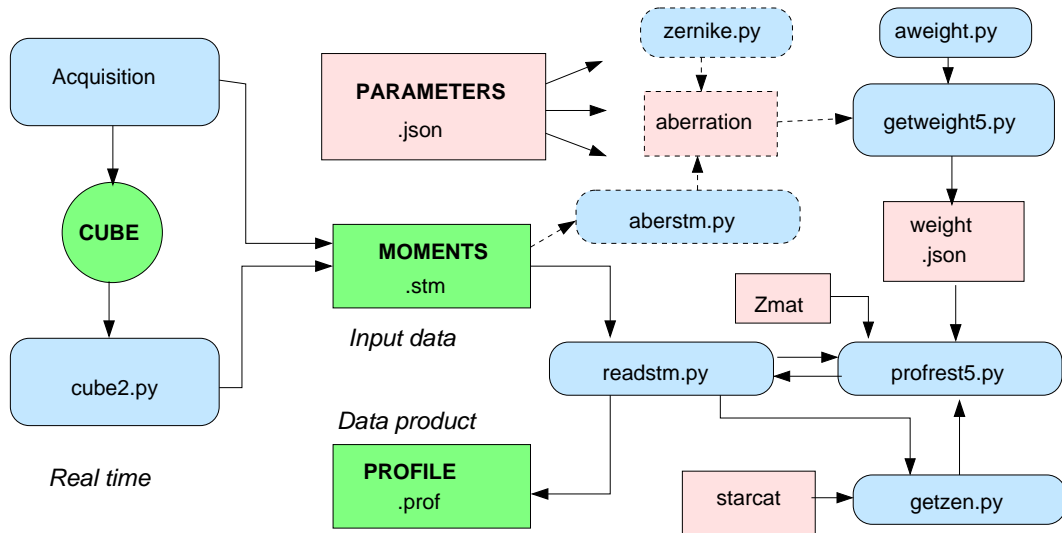 Acquisition
CUBE
cube2.py
Real time
PARAMETERS
.json
MOMENTS
.stm
Input data
Data product
PROFILE
.prof
zernike.py
aberration
aberstm.py
aweight.py
getweight5.py
weight
.json
Zmat
readstm.py
profrest5.py
starcat
getzen.py